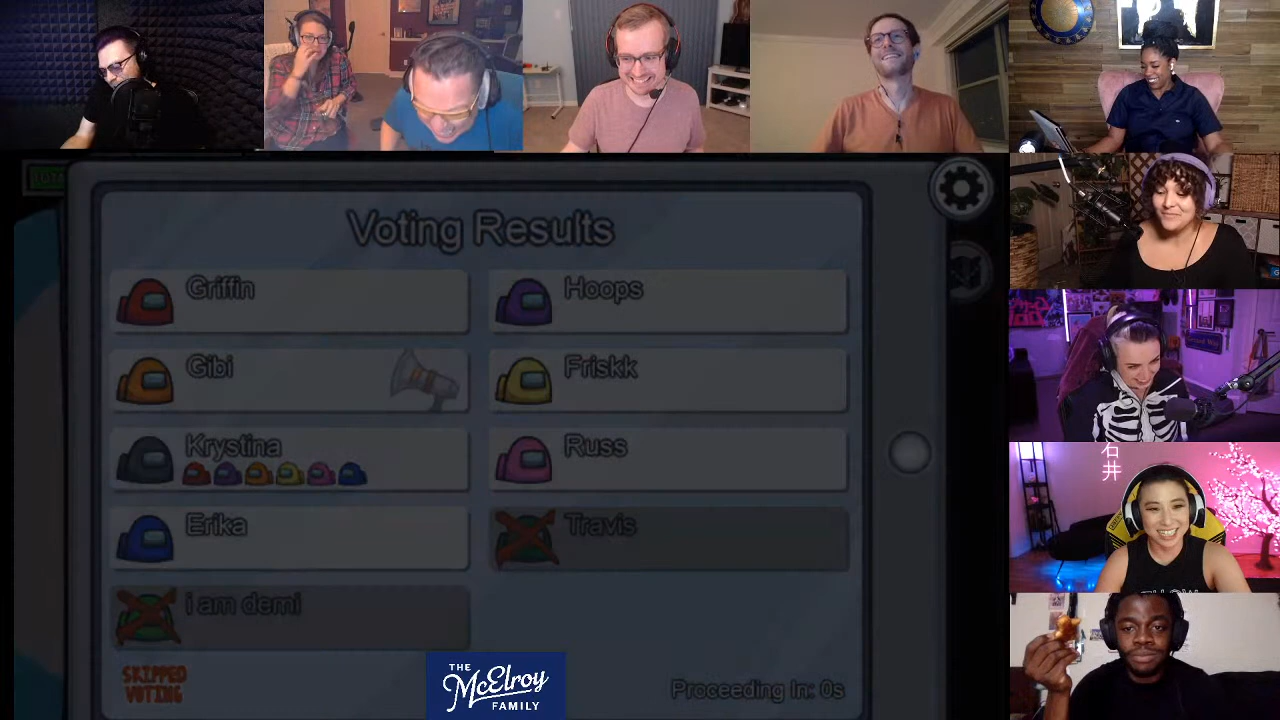 Voting Results
Griffin
Hoops
Gibi
Friskk
Krystina
Russ
Erika
Travis
i am demi
SKIPPED
VOTING
Proceeding In: 0s
THE
McElroy
FAMILY
石
井